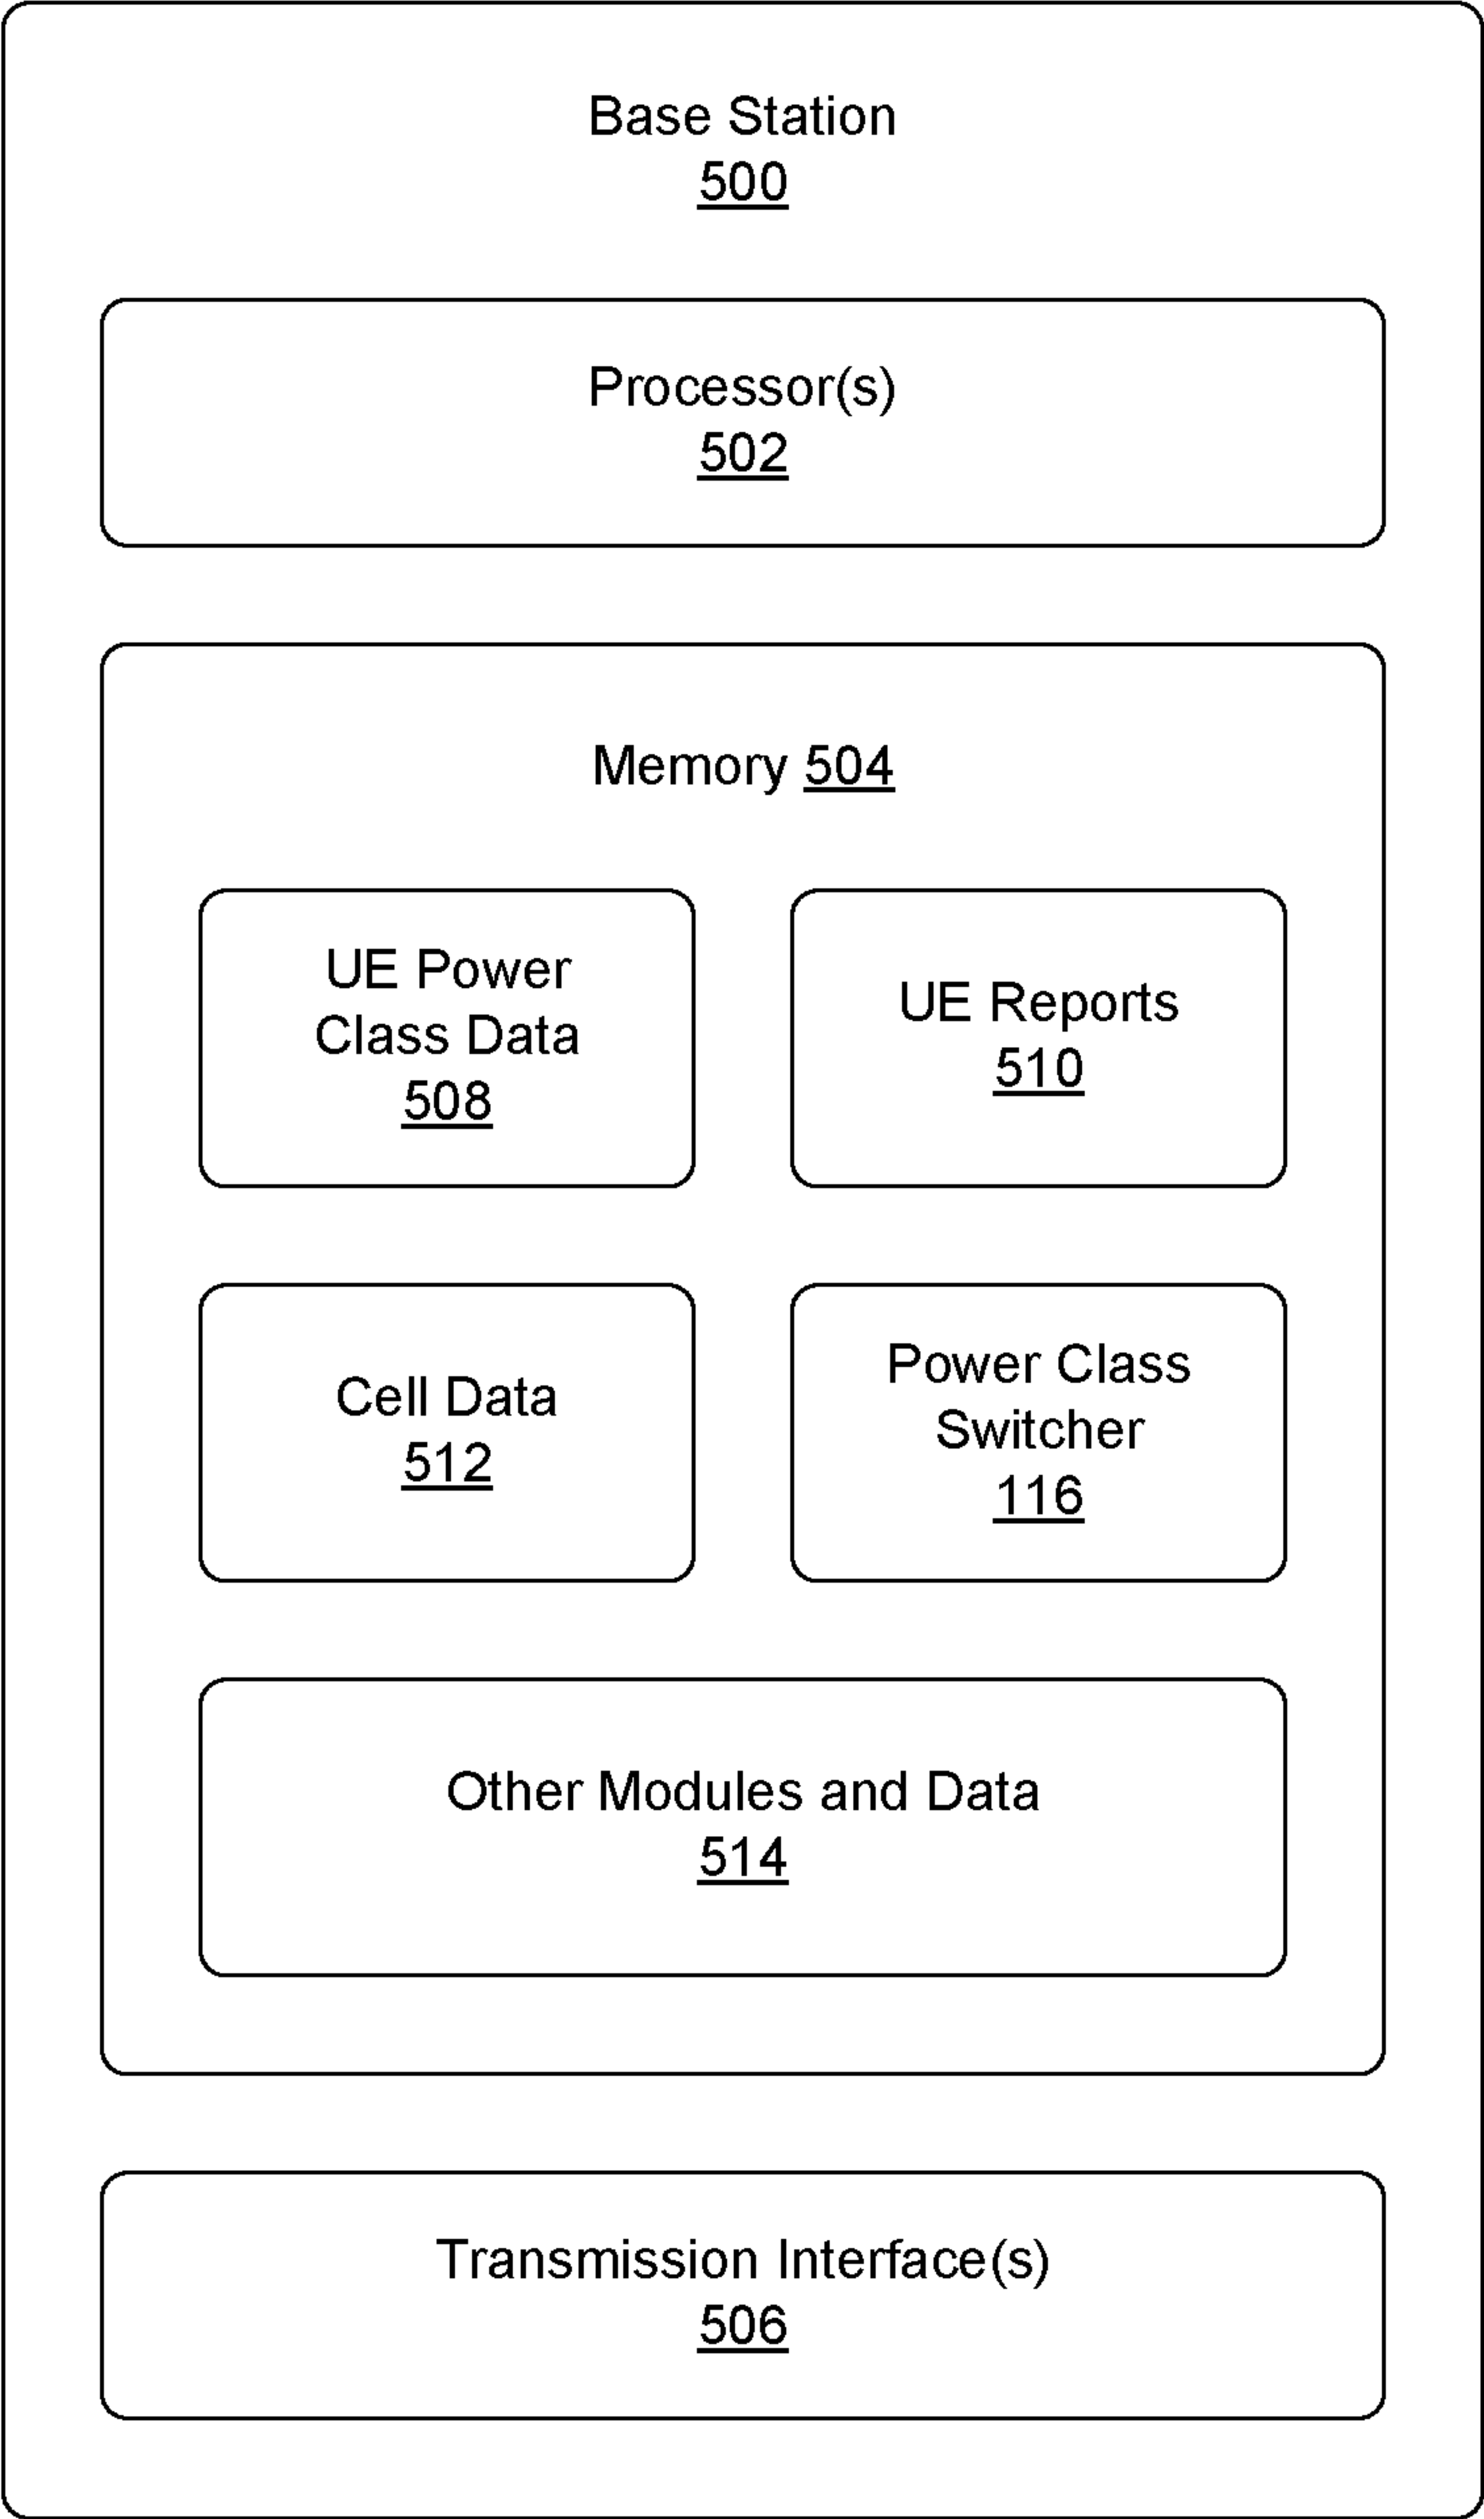 Base Station
500
Processor(s)
502
Memory 504
UE Power
Class Data
508
UE Reports
510
Cell Data
512
Power Class
Switcher
116
Other Modules and Data
514
Transmission Interface(s)
506